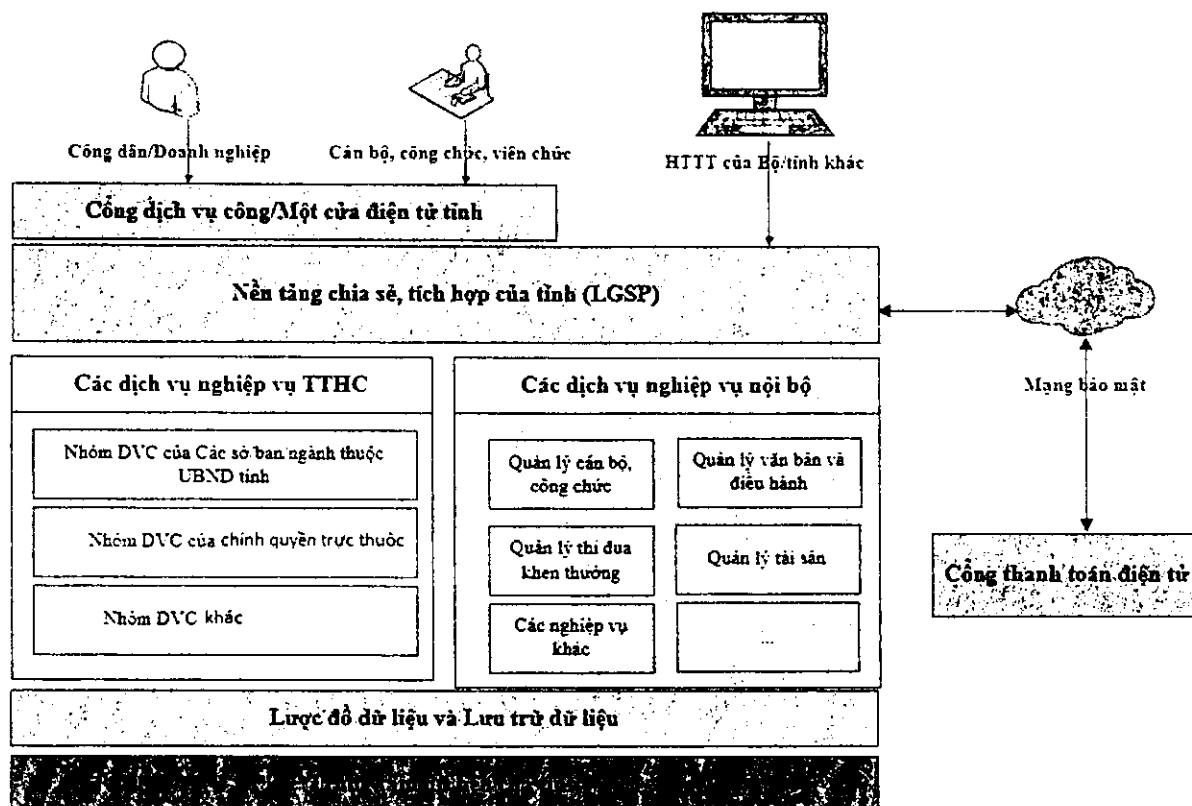 Công dân/Doanh nghiệp
Cán bộ, công chức, viên chức
HTTT của Bộ/tỉnh khác
Cổng dịch vụ công/Một cửa điện tử tỉnh
Nền tảng chia sẻ, tích hợp của tỉnh (LGSP)
Các dịch vụ nghiệp vụ TTHC
Nhóm DVC của Các sở ban ngành thuộc
UBND tỉnh
Nhóm DVC của chính quyền trực thuộc
Nhóm DVC khác
Các dịch vụ nghiệp vụ nội bộ
Quản lý cán bộ,
công chức
Quản lý văn bản và
điều hành
Quản lý thi đua
khen thưởng
Quản lý tài sản
Các nghiệp vụ
khác
...
Mạng bảo mật
Cổng thanh toán điện tử
Lược đồ dữ liệu và Lưu trữ dữ liệu